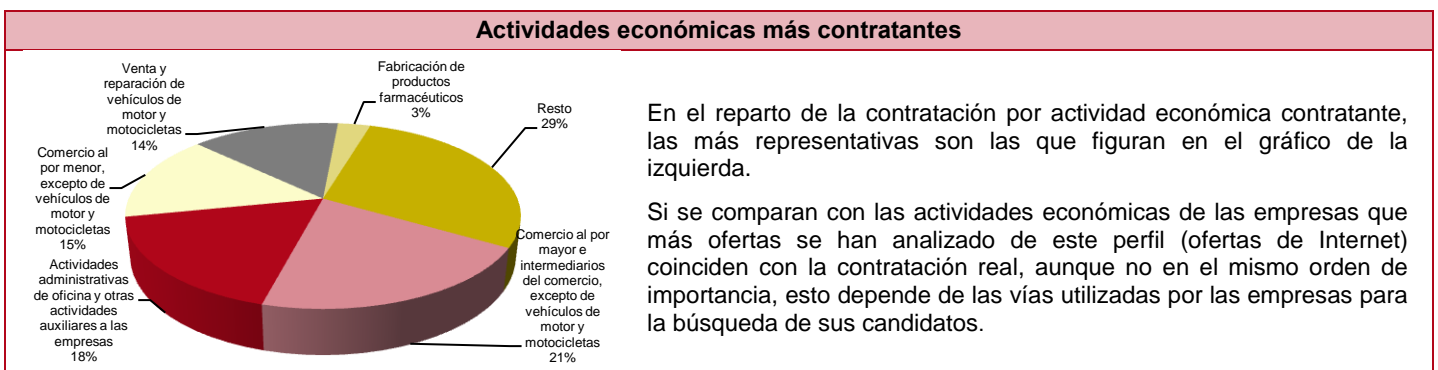 Actividades económicas más contratantes
Venta y
reparación de
vehículos de
motor y
motocicletas
14%
Fabricación de
productos
farmacéuticos
3%
Resto
29%
Comercio al
por menor,
excepto de
vehículos de
motor y
motocicletas
15%
Actividades
administrativas
de oficina y otras
actividades
auxiliares a las
empresas
18%
Comercio al por
mayor e
intermediarios
del comercio,
excepto de
vehículos de
motor y
motocicletas
21%
En el reparto de la contratación por actividad económica contratante,
las más representativas son las que figuran en el gráfico de la
izquierda.
Si se comparan con las actividades económicas de las empresas que
más ofertas se han analizado de este perfil (ofertas de Internet)
coinciden con la contratación real, aunque no en el mismo orden de
importancia, esto depende de las vías utilizadas por las empresas para
la búsqueda de sus candidatos.